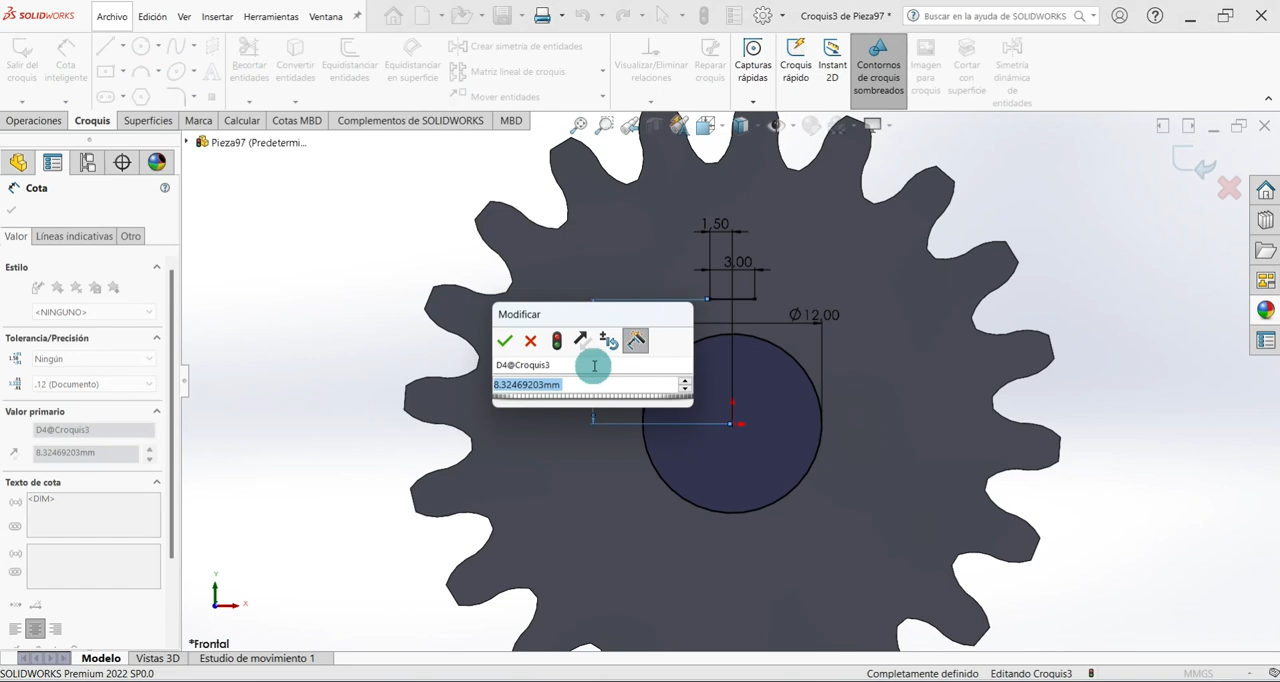 SOLIDWORKS
Archivo
Edición
Ver
Insertar
Herramientas
Ventana
Croquis3 de Pieza97 *
Buscar en la ayuda de SOLIDWORKS
Salir del croquis
Cota inteligente
Recortar entidades
Convertir entidades
Equidistanciar entidades
Equidistanciar en superficie
Crear simetría de entidades
Matriz lineal de croquis
Mover entidades
Visualizar/Eliminar relaciones
Reparar croquis
Capturas rápidas
Croquis rápido
Instant 2D
Contornos de croquis sombreados
Imagen para croquis
Cortar con superficie
Simetría dinámica de entidades
Operaciones
Croquis
Superficies
Marca
Calcular
Cotas MBD
Complementos de SOLIDWORKS
MBD
Pieza97 (Predetermi...
Cota
Valor
Líneas indicativas
Otro
Estilo
<NINGUNO>
Tolerancia/Precisión
Ningún
.12 (Documento)
Valor primario
D4@Croquis3
8.32469203mm
Texto de cota
<DIM>
1,50
3,00
Ø12,00
Modificar
D4@Croquis3
8.32469203mm
Y
X
*Frontal
Modelo
Vistas 3D
Estudio de movimiento 1
SOLIDWORKS Premium 2022 SP0.0
Completamente definido
Editando Croquis3
MMGS